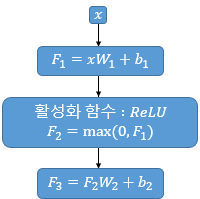 x
F₁ = xW₁ + b₁
활성화 함수 : ReLU
F₂ = max(0, F₁)
F₃ = F₂W₂ + b₂